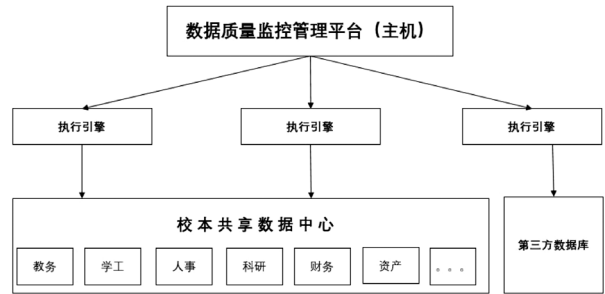 数据质量监控管理平台（主机）
执行引擎
执行引擎
执行引擎
校本共享数据中心
教务
学工
人事
科研
财务
资产
。。。
第三方数据库